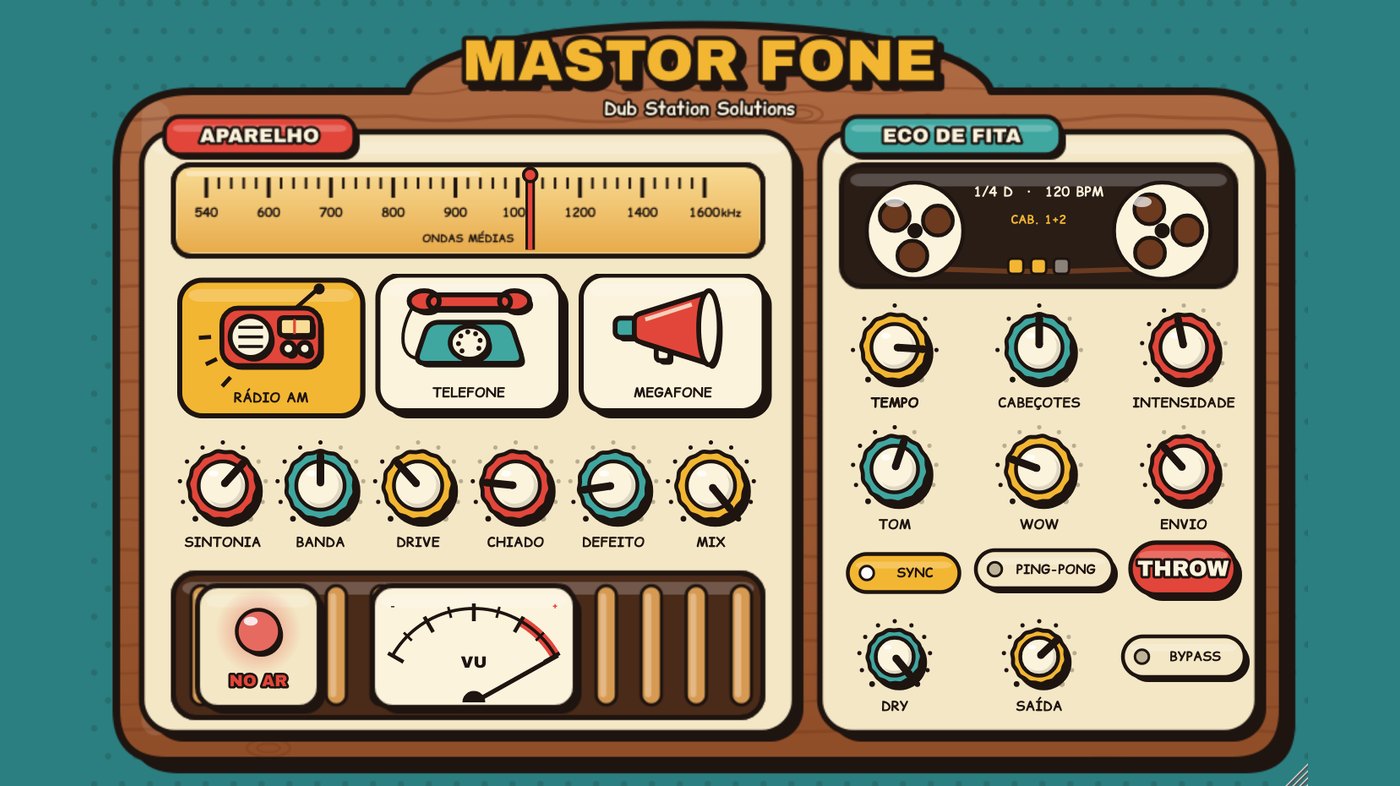 MASTOR FONE
Dub Station Solutions
APARELHO
540 600 700 800 900 100 1200 1400 1600kHz
ONDAS MÉDIAS
RÁDIO AM
TELEFONE
MEGAFONE
SINTONIA BANDA DRIVE CHIADO DEFEITO MIX
NO AR
- +
VU
ECO DE FITA
1/4 D · 120 BPM
CAB. 1+2
TEMPO CABEÇOTES INTENSIDADE
TOM WOW ENVIO
SYNC PING-PONG THROW
DRY SAÍDA BYPASS